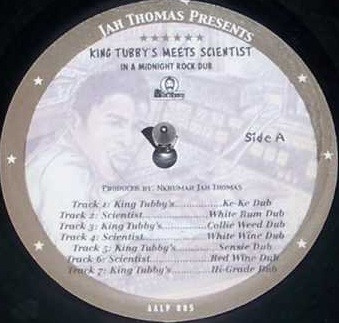 JAH THOMAS PRESENTS
KING TUBBY'S MEETS SCIENTIST
IN A MIDNIGHT ROCK DUB
Side A
PRODUCED BY: NKRUMAH JAH THOMAS
Track 1: King Tubby's...............Ke-Ke Dub
Track 2: Scientist...............White Rum Dub
Track 3: King Tubby's..........Collie Weed Dub
Track 4: Scientist...............White Wine Dub
Track 5: King Tubby's............Sensie Dub
Track 6: Scientist..............Red Wine Dub
Track 7: King Tubby's.........Hi-Grade Dub
AALP 005